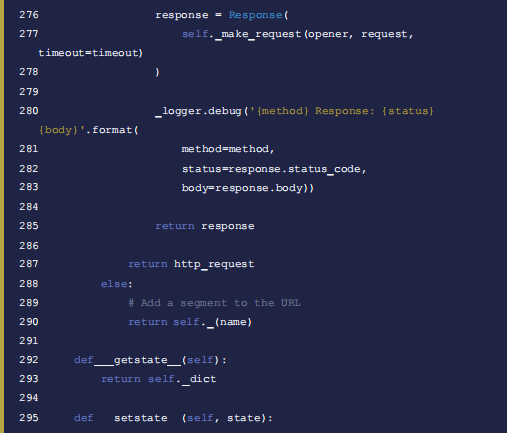 276 response = Response(
277 self._make_request(opener, request,
timeout=timeout)
278 )
279
280 _logger.debug('{method} Response: {status}
{body}'.format(
281 method=method,
282 status=response.status_code,
283 body=response.body))
284
285 return response
286
287 return http_request
288 else:
289 # Add a segment to the URL
290 return self._(name)
291
292 def __getstate__(self):
293 return self._dict
294
295 def setstate (self, state):